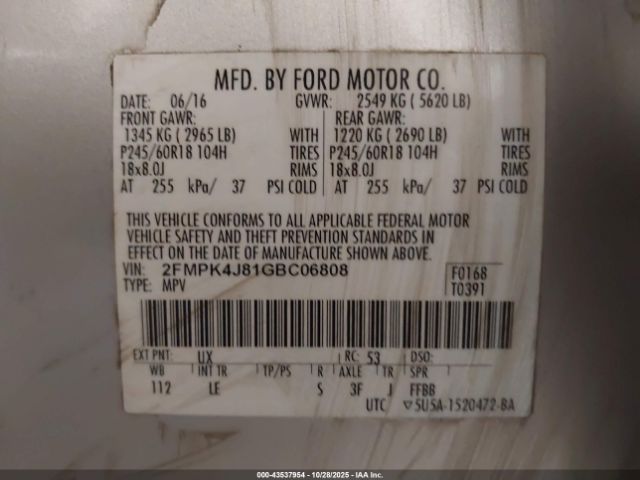 MFD. BY FORD MOTOR CO.
DATE: 06/16 GVWR: 2549 KG ( 5620 LB)
FRONT GAWR: REAR GAWR:
1345 KG ( 2965 LB) WITH 1220 KG ( 2690 LB) WITH
P245/60R18 104H TIRES P245/60R18 104H TIRES
18x8.0J RIMS 18x8.0J RIMS
AT 255 kPa/ 37 PSI COLD AT 255 kPa/ 37 PSI COLD
THIS VEHICLE CONFORMS TO ALL APPLICABLE FEDERAL MOTOR
VEHICLE SAFETY AND THEFT PREVENTION STANDARDS IN
EFFECT ON THE DATE OF MANUFACTURE SHOWN ABOVE.
VIN: 2FMPK4J81GBC06808 F0168
TYPE: MPV T0391
EXT PNT: UX RC: 53 DSO:
WB INT TR TP/PS R AXLE TR SPR
112 LE S 3F J FFBB
UTC ▽5U5A-1520472-BA
000-43537954 | 10/28/2025 | IAA Inc.